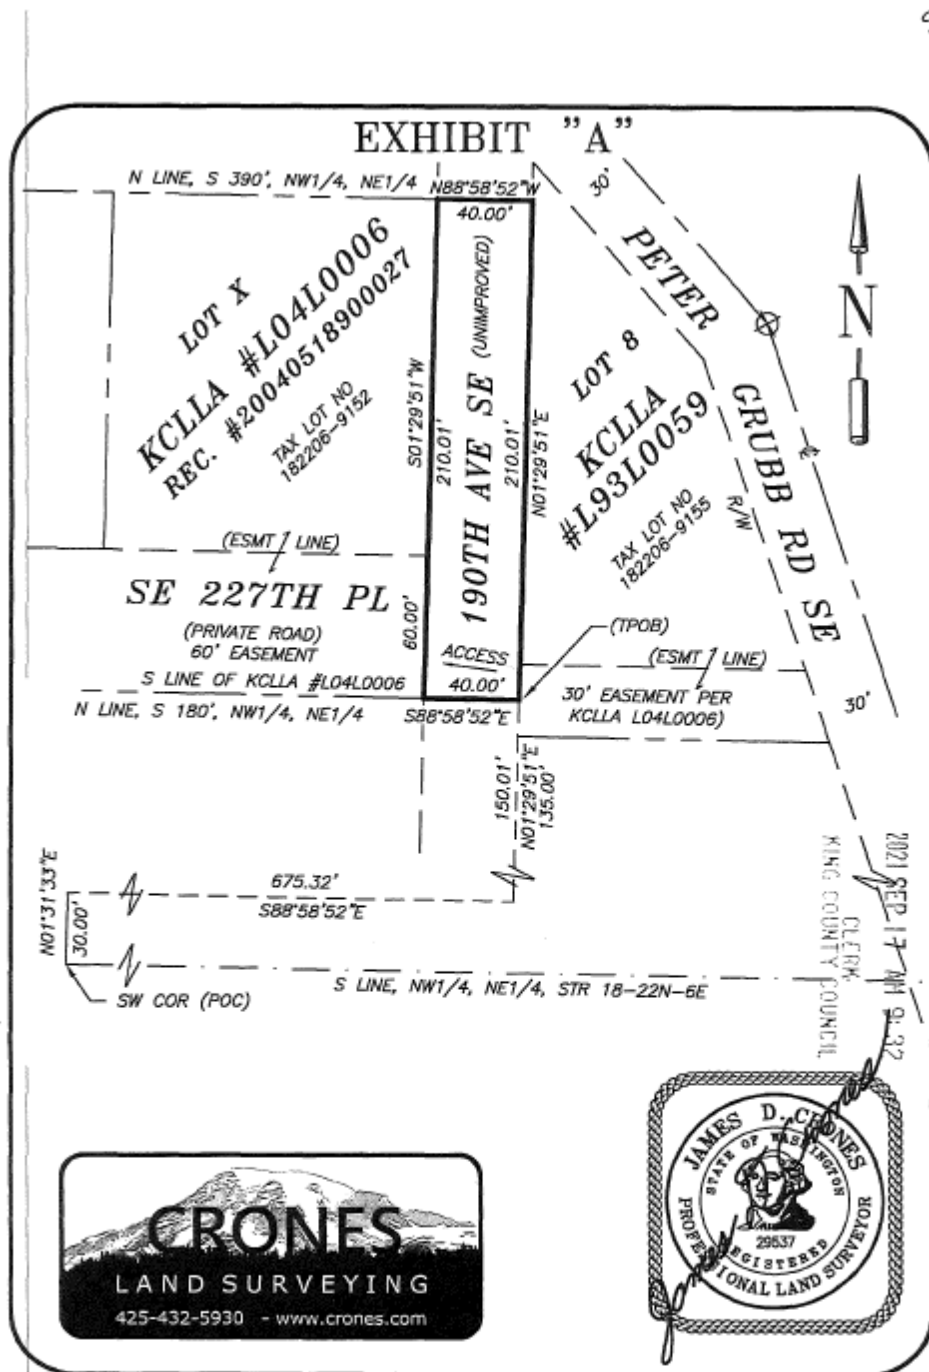 EXHIBIT "A"
N LINE, S 390', NW1/4, NE1/4
N88°58'52"W
40.00'
30'
PETER GRUBB RD SE
N
LOT X
KCLLA #L04L0006
REC. #20040518900027
TAX LOT NO
182206-9152
S01°29'51"W
210.01'
190TH AVE SE (UNIMPROVED)
210.01'
N01°29'51"E
LOT 8
KCLLA
#L93L0059
TAX LOT NO
182206-9155
R/W
(ESMT LINE)
SE 227TH PL
(PRIVATE ROAD)
60' EASEMENT
60.00'
ACCESS
40.00'
(TPOB)
(ESMT LINE)
S LINE OF KCLLA #L04L0006
N LINE, S 180', NW1/4, NE1/4
S88°58'52"E
30' EASEMENT PER
KCLLA L04L0006)
30'
150.01'
N01°29'51"E
135.00'
675.32'
S88°58'52"E
N01°31'33"E
30.00'
SW COR (POC)
S LINE, NW1/4, NE1/4, STR 18-22N-6E
2021 SEP 17 AM 9:32
CLERK
KING COUNTY COUNCIL
CRONES
LAND SURVEYING
425-432-5930 - www.crones.com
JAMES D. CRONES
STATE OF WASHINGTON
29537
REGISTERED
PROFESSIONAL LAND SURVEYOR
James Crones